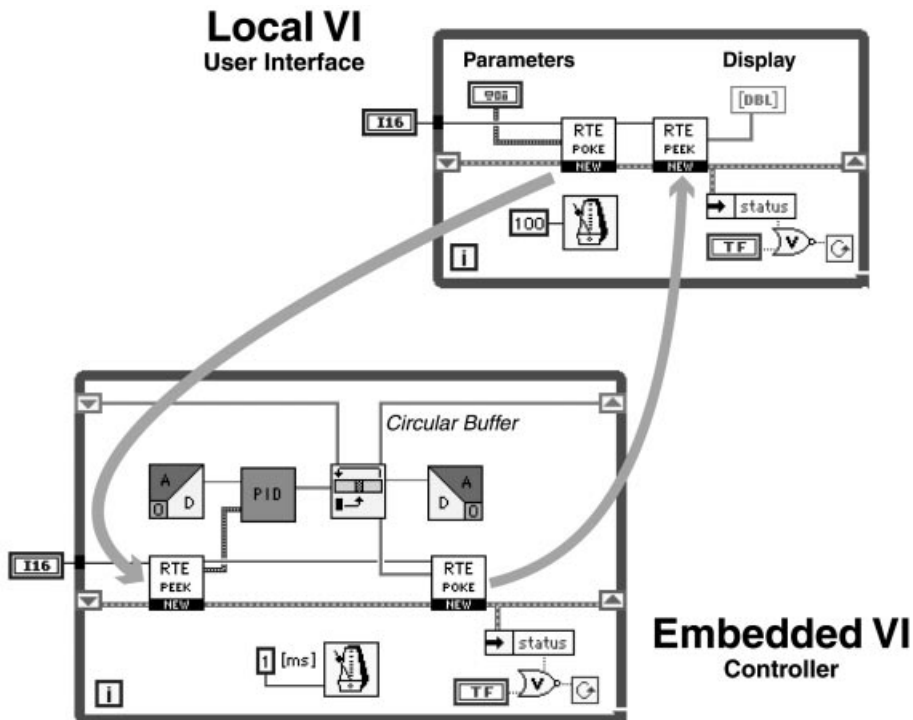 Local VI
User Interface
Parameters
Display
[DBL]
I16
RTE
POKE
NEW
RTE
PEEK
NEW
status
100
TF
V
i
Circular Buffer
A
D
0
PID
A
D
0
I16
RTE
PEEK
NEW
RTE
POKE
NEW
status
1 [ms]
TF
V
i
Embedded VI
Controller